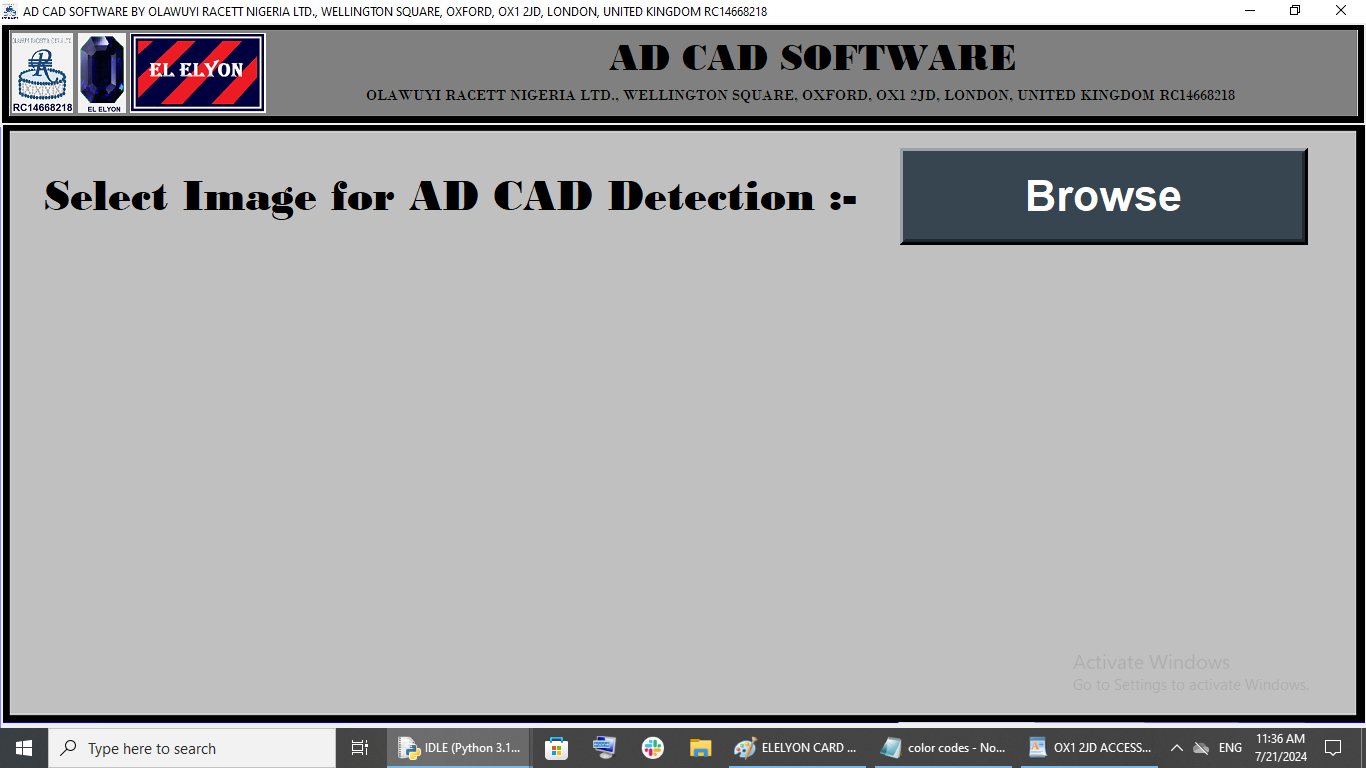 AD CAD SOFTWARE BY OLAWUYI RACETT NIGERIA LTD., WELLINGTON SQUARE, OXFORD, OX1 2JD, LONDON, UNITED KINGDOM RC14668218
RC14668218
EL ELYON
EL ELYON
AD CAD SOFTWARE
OLAWUYI RACETT NIGERIA LTD., WELLINGTON SQUARE, OXFORD, OX1 2JD, LONDON, UNITED KINGDOM RC14668218
Select Image for AD CAD Detection :-
Browse
Activate Windows
Go to Settings to activate Windows.
Type here to search
IDLE (Python 3.1...
ELELYON CARD ...
color codes - No...
OX1 2JD ACCESS...
ENG
11:36 AM
7/21/2024